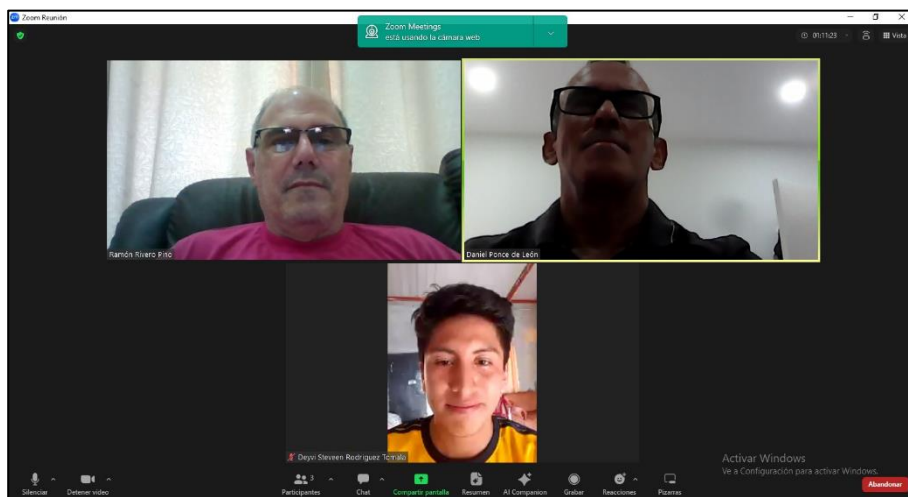 Zoom Reunión
Zoom Meetings
está usando la cámara web
01:11:23
Vista
Ramón Rivero Pino
Daniel Ponce de León
Deyvi Steveen Rodriguez Tomala
Activar Windows
Ve a Configuración para activar Windows.
Silenciar
Detener video
3
Participantes
Chat
Compartir pantalla
Resumen
AI Companion
Grabar
Reacciones
Pizarras
Abandonar